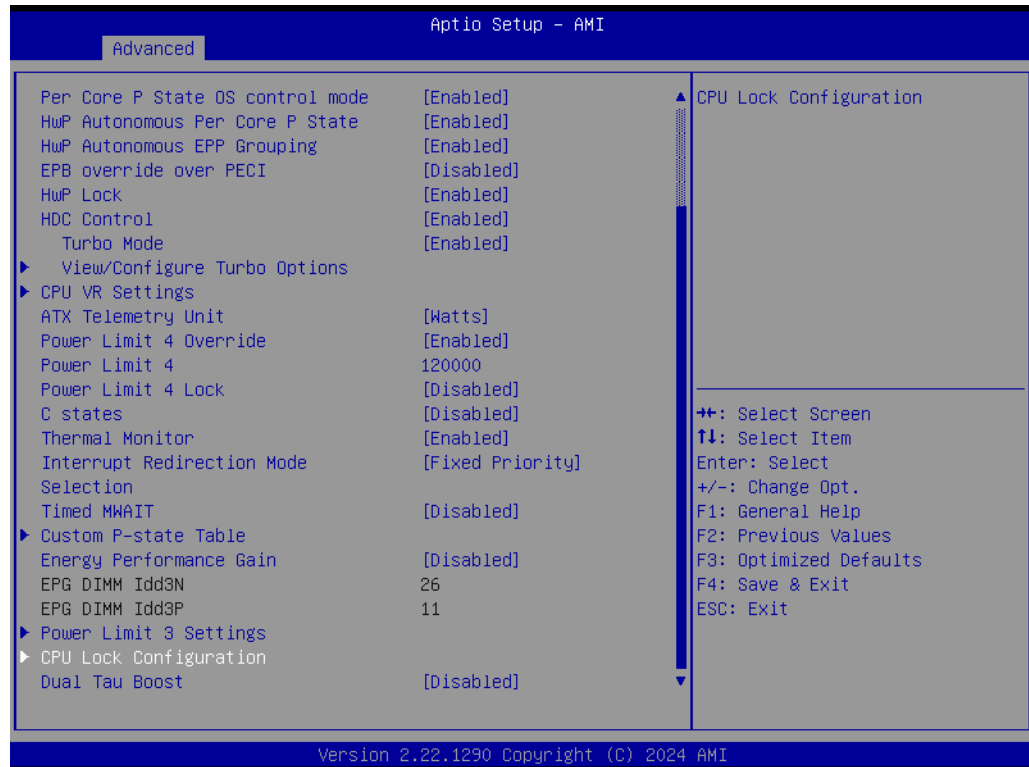 Aptio Setup – AMI
Advanced
Per Core P State OS control mode [Enabled]
HwP Autonomous Per Core P State [Enabled]
HwP Autonomous EPP Grouping [Enabled]
EPB override over PECI [Disabled]
HwP Lock [Enabled]
HDC Control [Enabled]
Turbo Mode [Enabled]
View/Configure Turbo Options
CPU VR Settings
ATX Telemetry Unit [Watts]
Power Limit 4 Override [Enabled]
Power Limit 4 120000
Power Limit 4 Lock [Disabled]
C states [Disabled]
Thermal Monitor [Enabled]
Interrupt Redirection Mode [Fixed Priority]
Selection
Timed MWAIT [Disabled]
Custom P-state Table
Energy Performance Gain [Disabled]
EPG DIMM Idd3N 26
EPG DIMM Idd3P 11
Power Limit 3 Settings
CPU Lock Configuration
Dual Tau Boost [Disabled]
CPU Lock Configuration
→←: Select Screen
↑↓: Select Item
Enter: Select
+/-: Change Opt.
F1: General Help
F2: Previous Values
F3: Optimized Defaults
F4: Save & Exit
ESC: Exit
Version 2.22.1290 Copyright (C) 2024 AMI